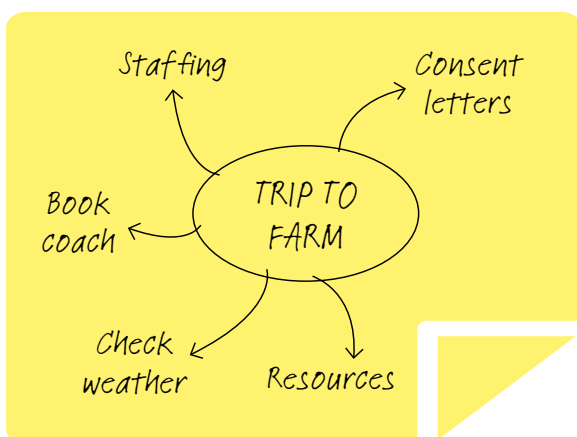 Staffing
Consent
letters
TRIP TO
FARM
Book
coach
Check
weather
Resources